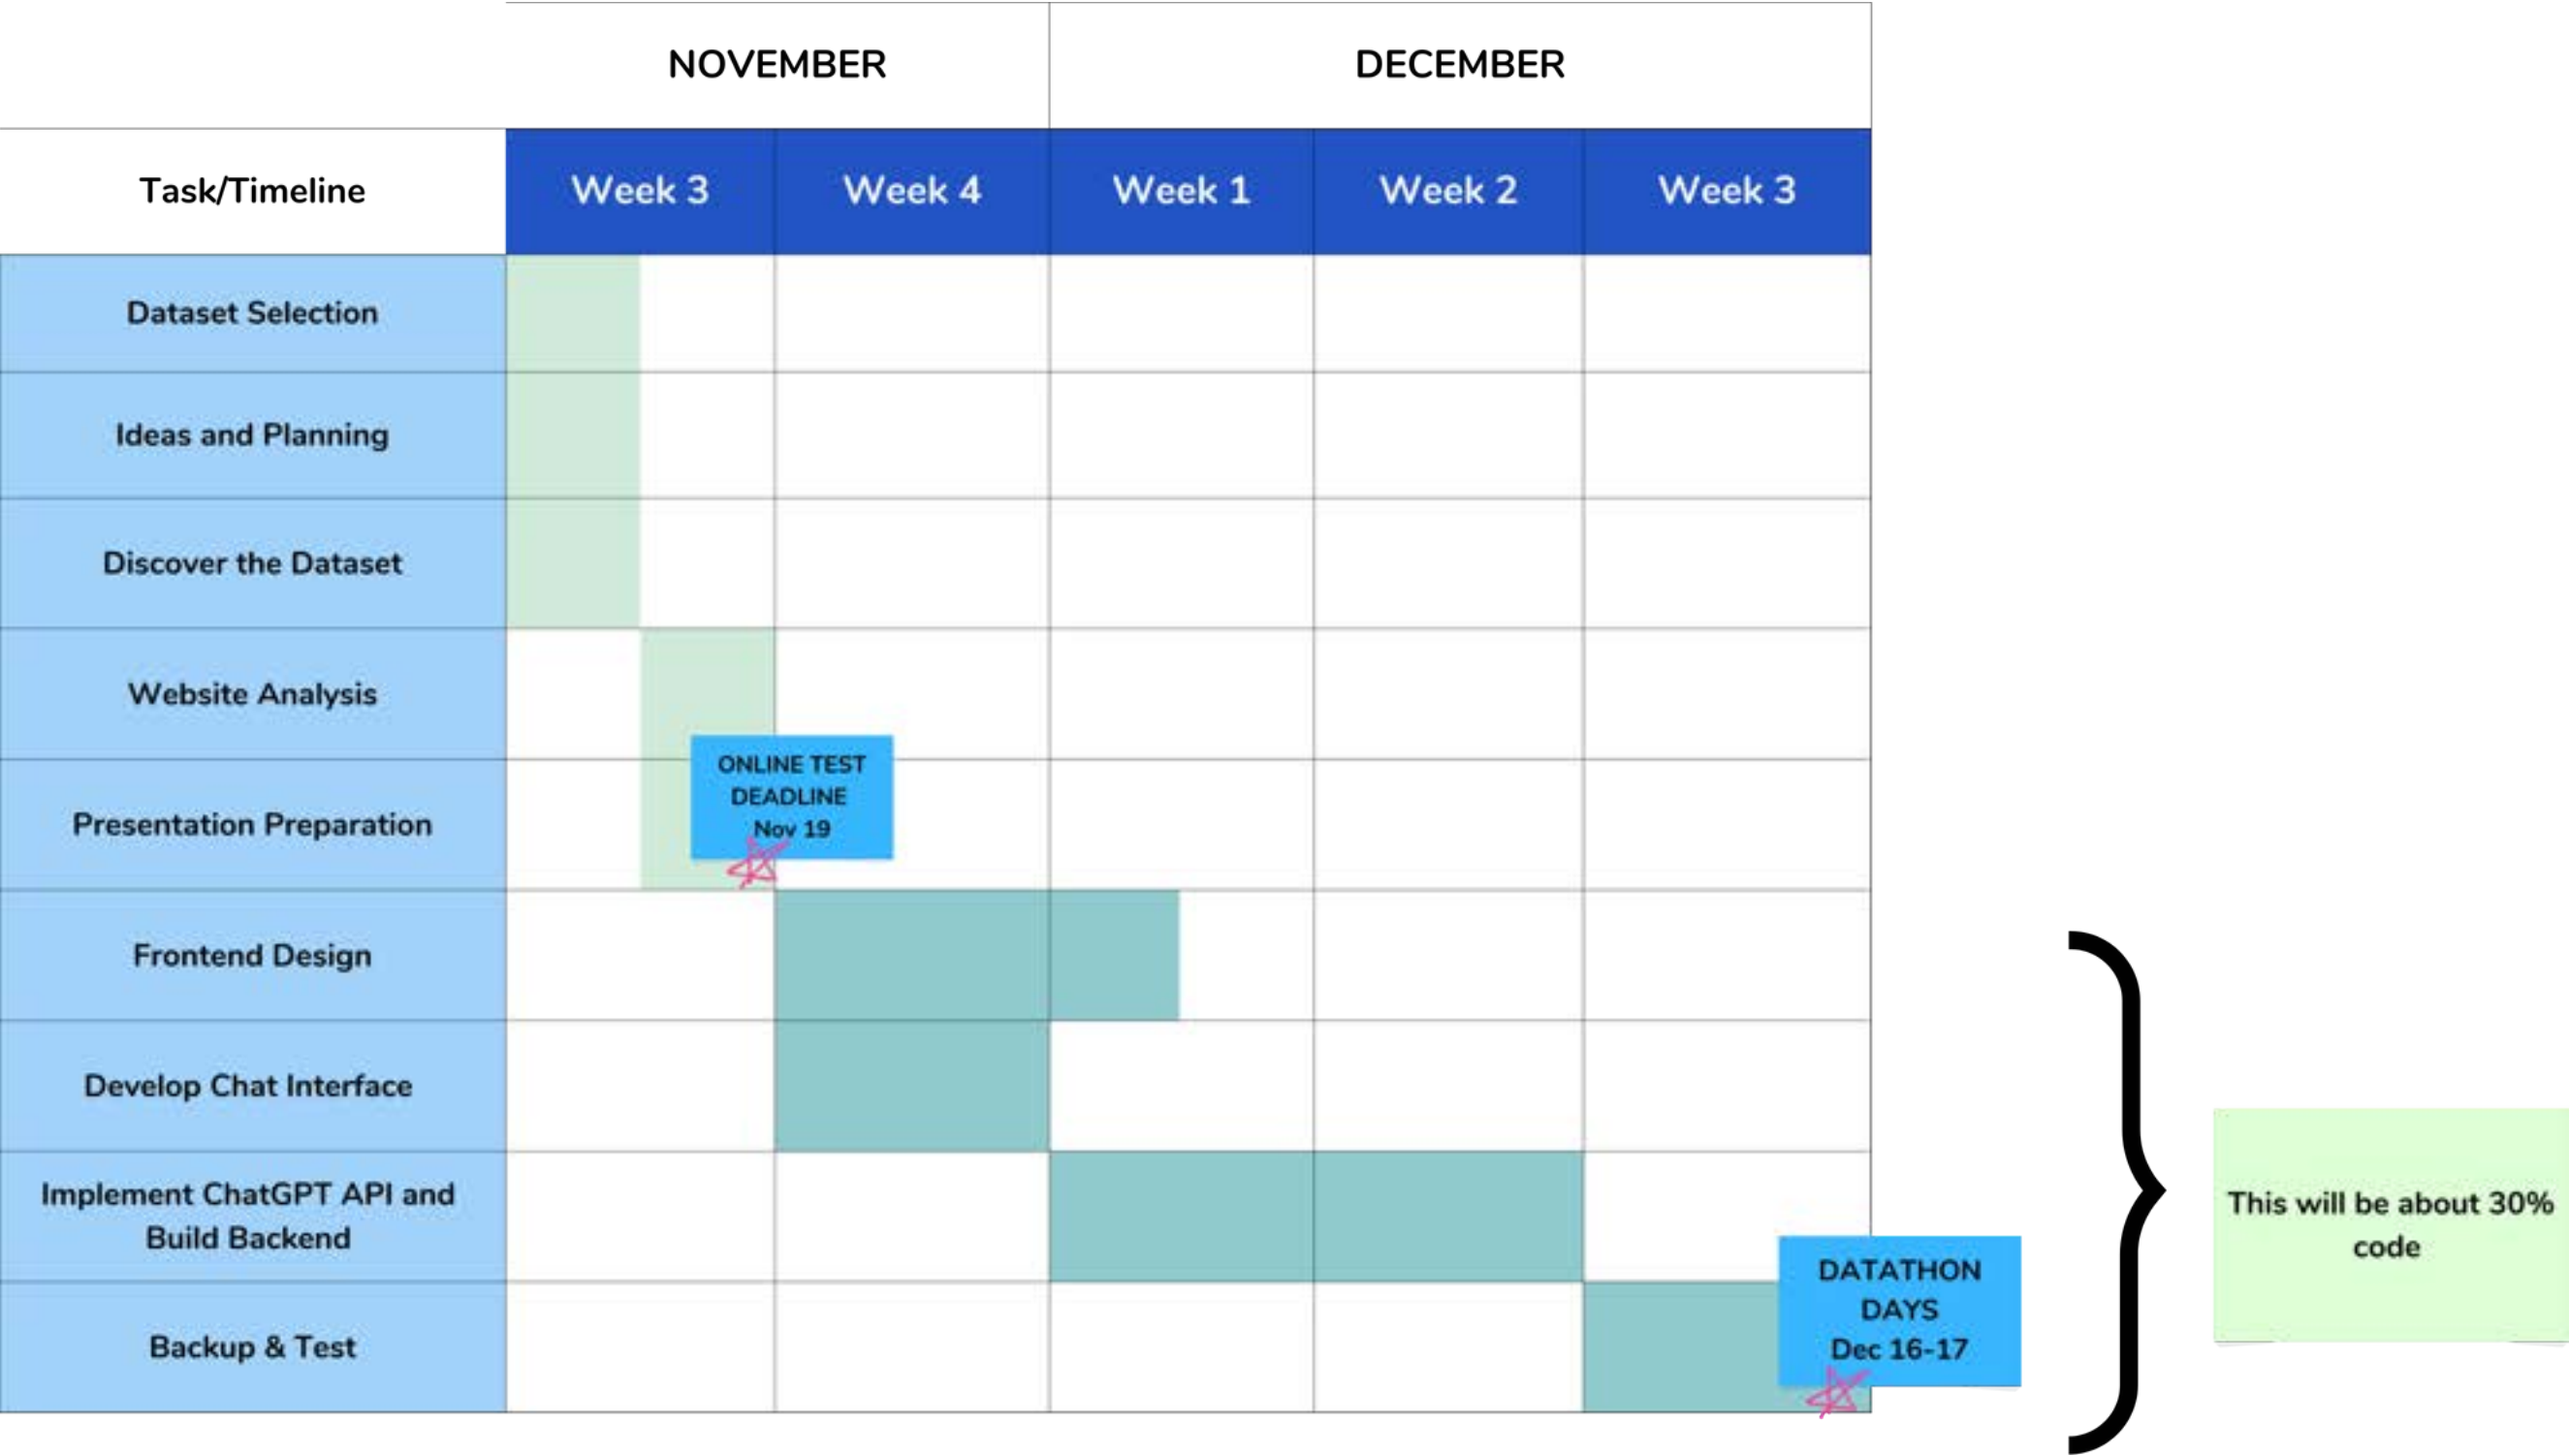 NOVEMBER
DECEMBER
Task/Timeline
Week 3
Week 4
Week 1
Week 2
Week 3
Dataset Selection
Ideas and Planning
Discover the Dataset
Website Analysis
ONLINE TEST
DEADLINE
Nov 19
Presentation Preparation
Frontend Design
Develop Chat Interface
Implement ChatGPT API and
Build Backend
DATATHON
DAYS
Dec 16-17
Backup & Test
This will be about 30%
code